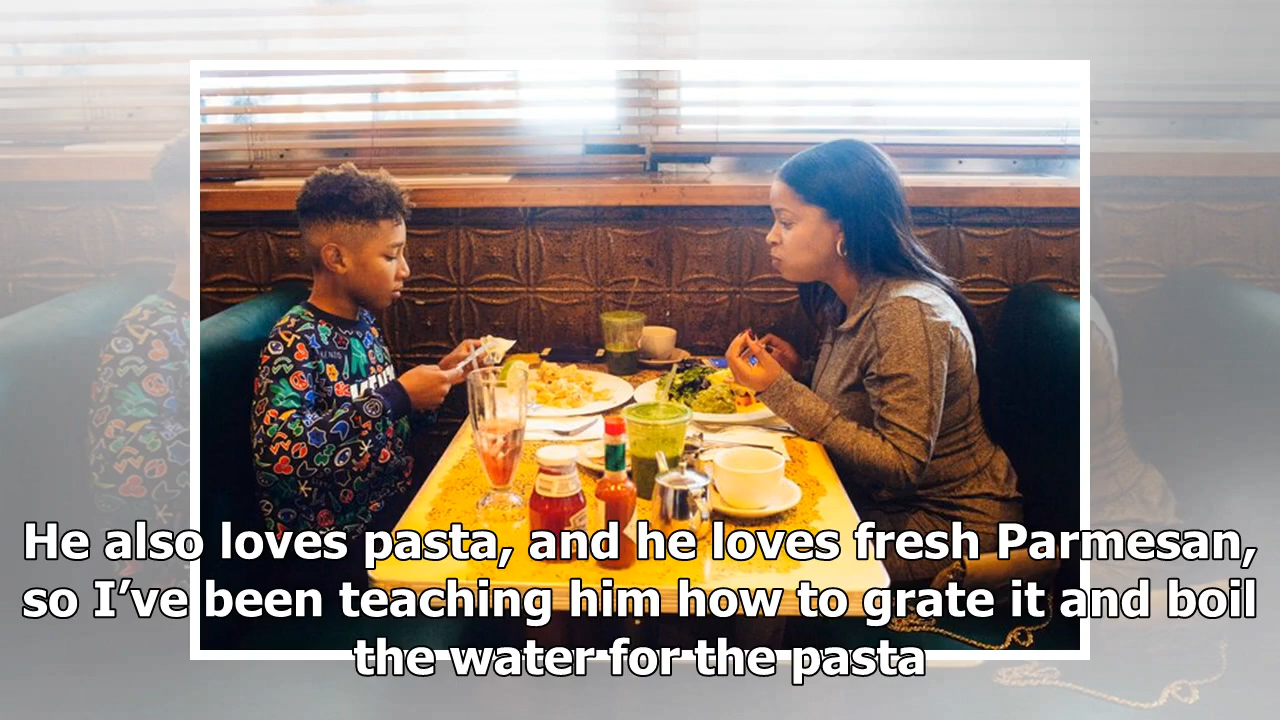 KENZO
He also loves pasta, and he loves fresh Parmesan,
so I’ve been teaching him how to grate it and boil
the water for the pasta